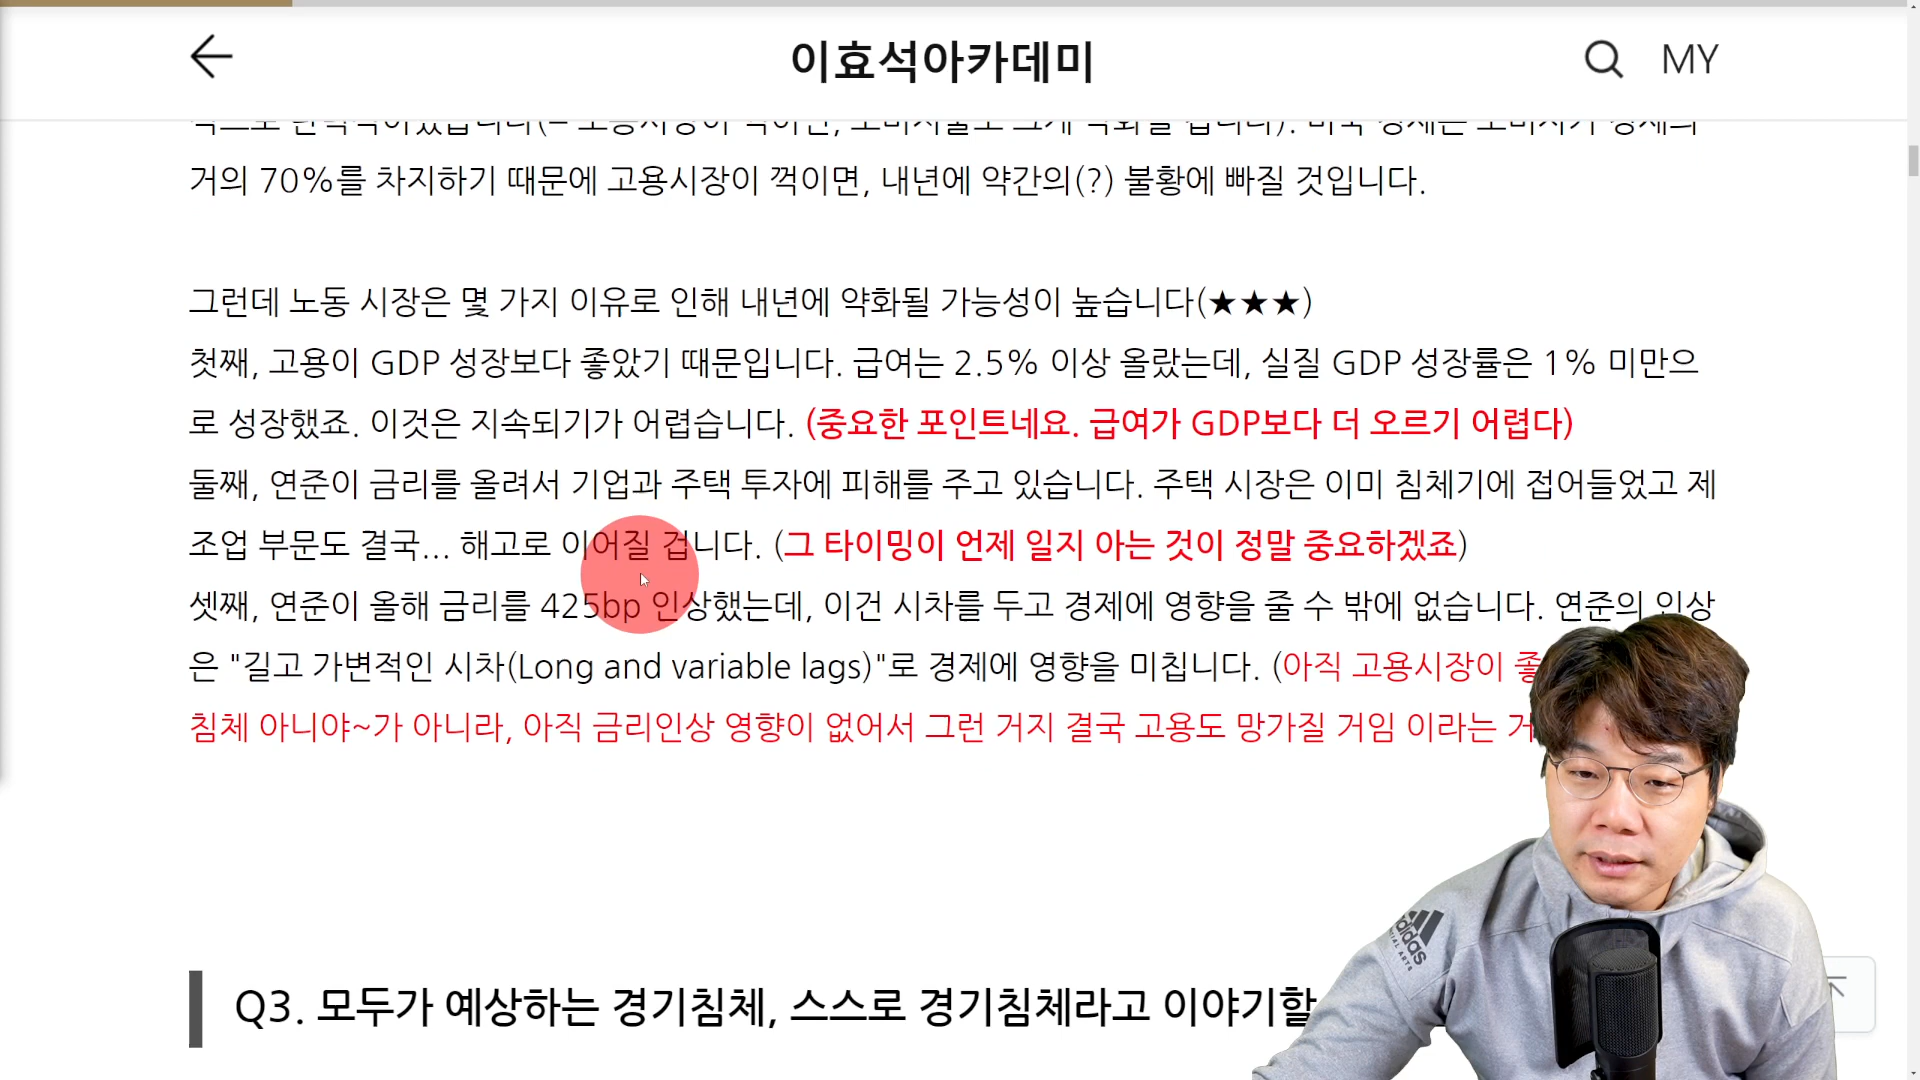 이효석아카데미
MY
거의 70%를 차지하기 때문에 고용시장이 꺽이면, 내년에 약간의(?) 불황에 빠질 것입니다.
그런데 노동 시장은 몇 가지 이유로 인해 내년에 약화될 가능성이 높습니다(★★★)
첫째, 고용이 GDP 성장보다 좋았기 때문입니다. 급여는 2.5% 이상 올랐는데, 실질 GDP 성장률은 1% 미만으
로 성장했죠. 이것은 지속되기가 어렵습니다. (중요한 포인트네요. 급여가 GDP보다 더 오르기 어렵다)
둘째, 연준이 금리를 올려서 기업과 주택 투자에 피해를 주고 있습니다. 주택 시장은 이미 침체기에 접어들었고 제
조업 부문도 결국... 해고로 이어질 겁니다. (그 타이밍이 언제 일지 아는 것이 정말 중요하겠죠)
셋째, 연준이 올해 금리를 425bp 인상했는데, 이건 시차를 두고 경제에 영향을 줄 수 밖에 없습니다. 연준의 인상
은 "길고 가변적인 시차(Long and variable lags)"로 경제에 영향을 미칩니다. (아직 고용시장이
침체 아니야~가 아니라, 아직 금리인상 영향이 없어서 그런 거지 결국 고용도 망가질 거임 이라는
Q3. 모두가 예상하는 경기침체, 스스로 경기침체라고 이야기할
adidas